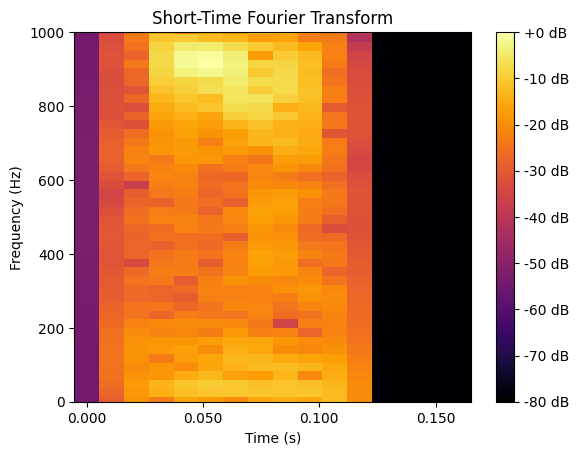 Short-Time Fourier Transform
1000
800
600
400
200
0
Frequency (Hz)
0.000
0.050
0.100
0.150
Time (s)
+0 dB
-10 dB
-20 dB
-30 dB
-40 dB
-50 dB
-60 dB
-70 dB
-80 dB